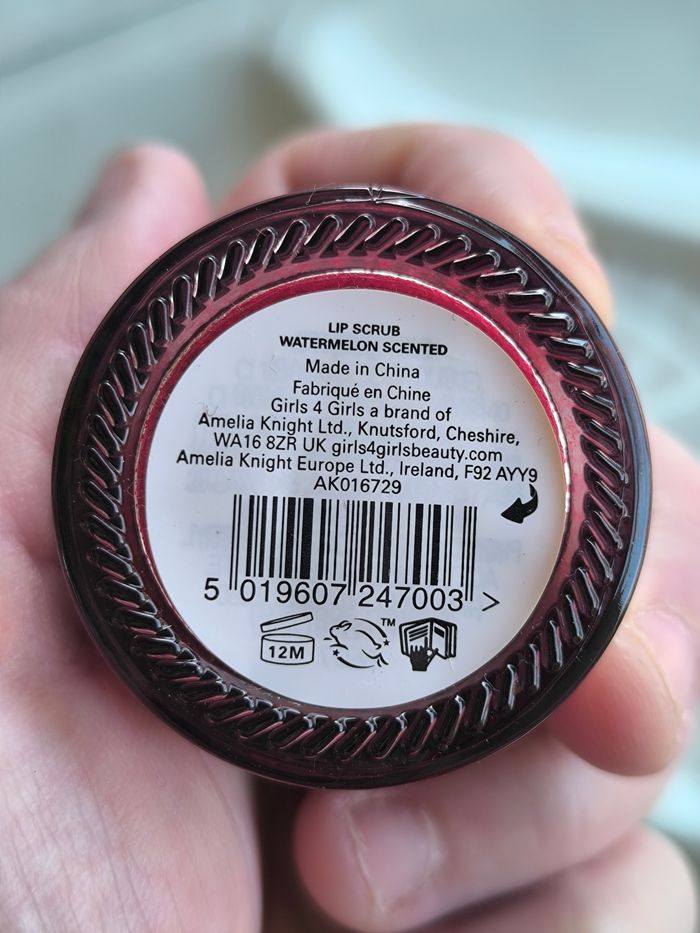 LIP SCRUB
WATERMELON SCENTED
Made in China
Fabriqué en Chine
Girls 4 Girls a brand of
Amelia Knight Ltd., Knutsford, Cheshire,
WA16 8ZR UK girls4girlsbeauty.com
Amelia Knight Europe Ltd., Ireland, F92 AYY9
AK016729
5 019607 247003 >
12M
TM